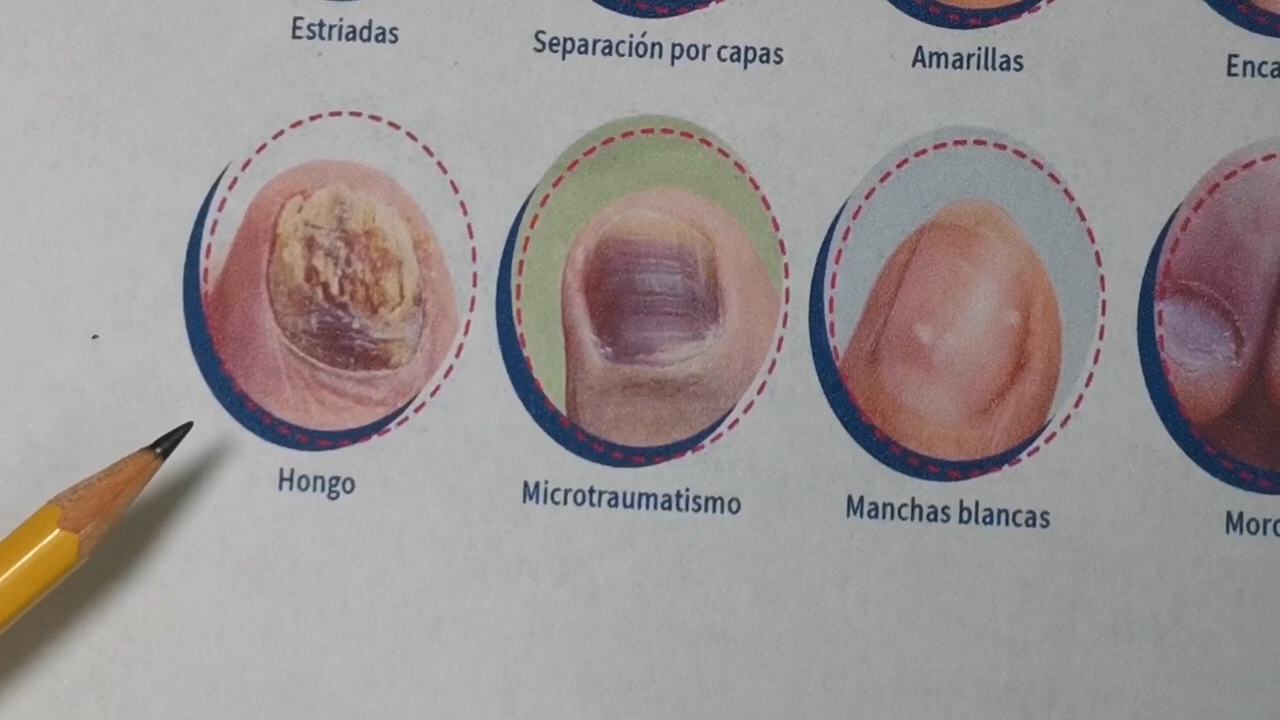 Estriadas
Separación por capas
Amarillas
Hongo
Microtraumatismo
Manchas blancas